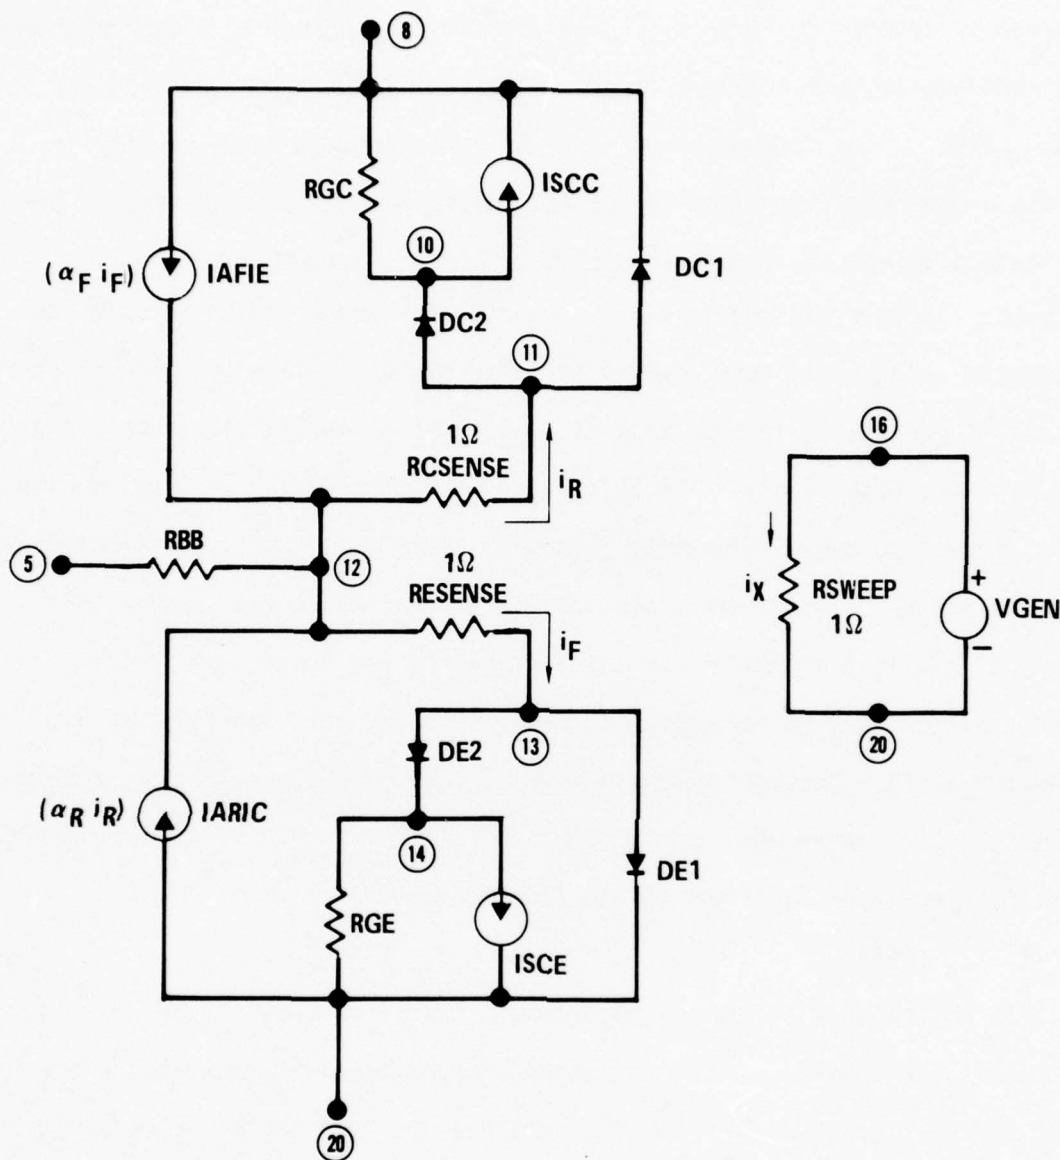 8
RGC
ISCC
10
(αF iF)
IAFIE
DC1
DC2
11
16
1Ω
RCSENSE
iR
5
RBB
12
1Ω
RESENSE
iX
RSWEEP
1Ω
+
VGEN
−
iF
13
20
DE2
(αR iR)
IARIC
14
DE1
RGE
ISCE
20